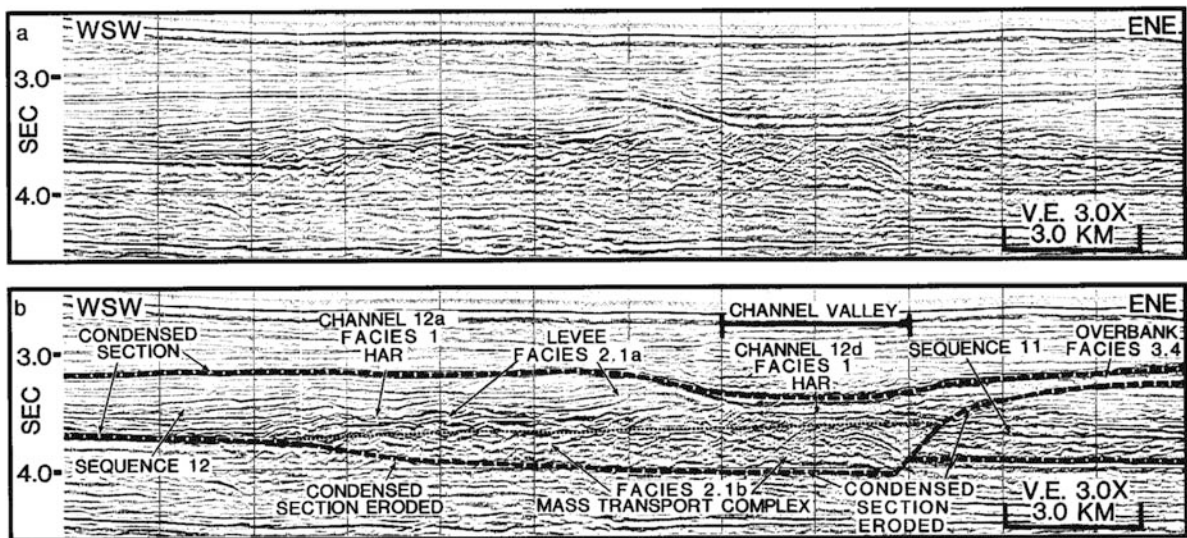 a
WSW
ENE
3.0
SEC
4.0
V.E. 3.0X
3.0 KM
b
WSW
ENE
CONDENSED
SECTION
CHANNEL 12a
FACIES 1
HAR
LEVEE
FACIES 2.1a
CHANNEL VALLEY
CHANNEL 12d
FACIES 1
HAR
SEQUENCE 11
OVERBANK
FACIES 3.4
3.0
SEC
4.0
SEQUENCE 12
CONDENSED
SECTION ERODED
FACIES 2.1b
MASS TRANSPORT COMPLEX
CONDENSED
SECTION
ERODED
V.E. 3.0X
3.0 KM